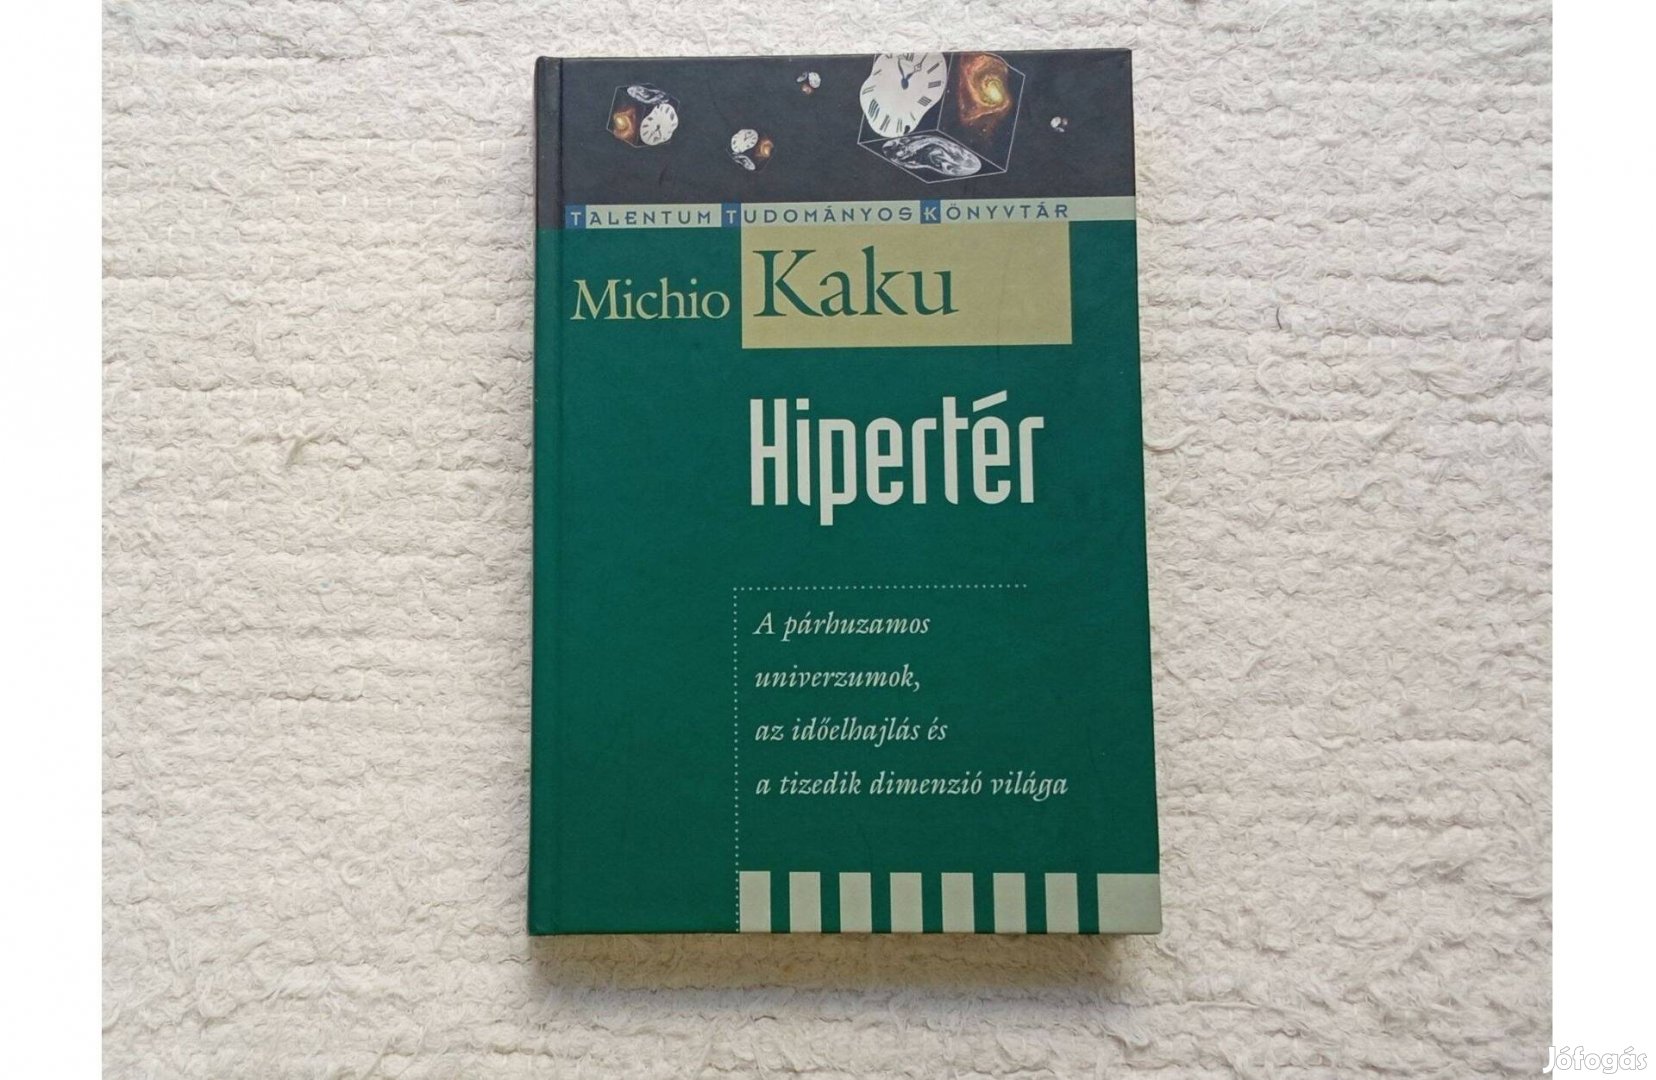 TALENTUM TUDOMÁNYOS KÖNYVTÁR
Michio Kaku
Hipertér
A párhuzamos
univerzumok,
az időelhajlás és
a tizedik dimenzió világa
Jófogás